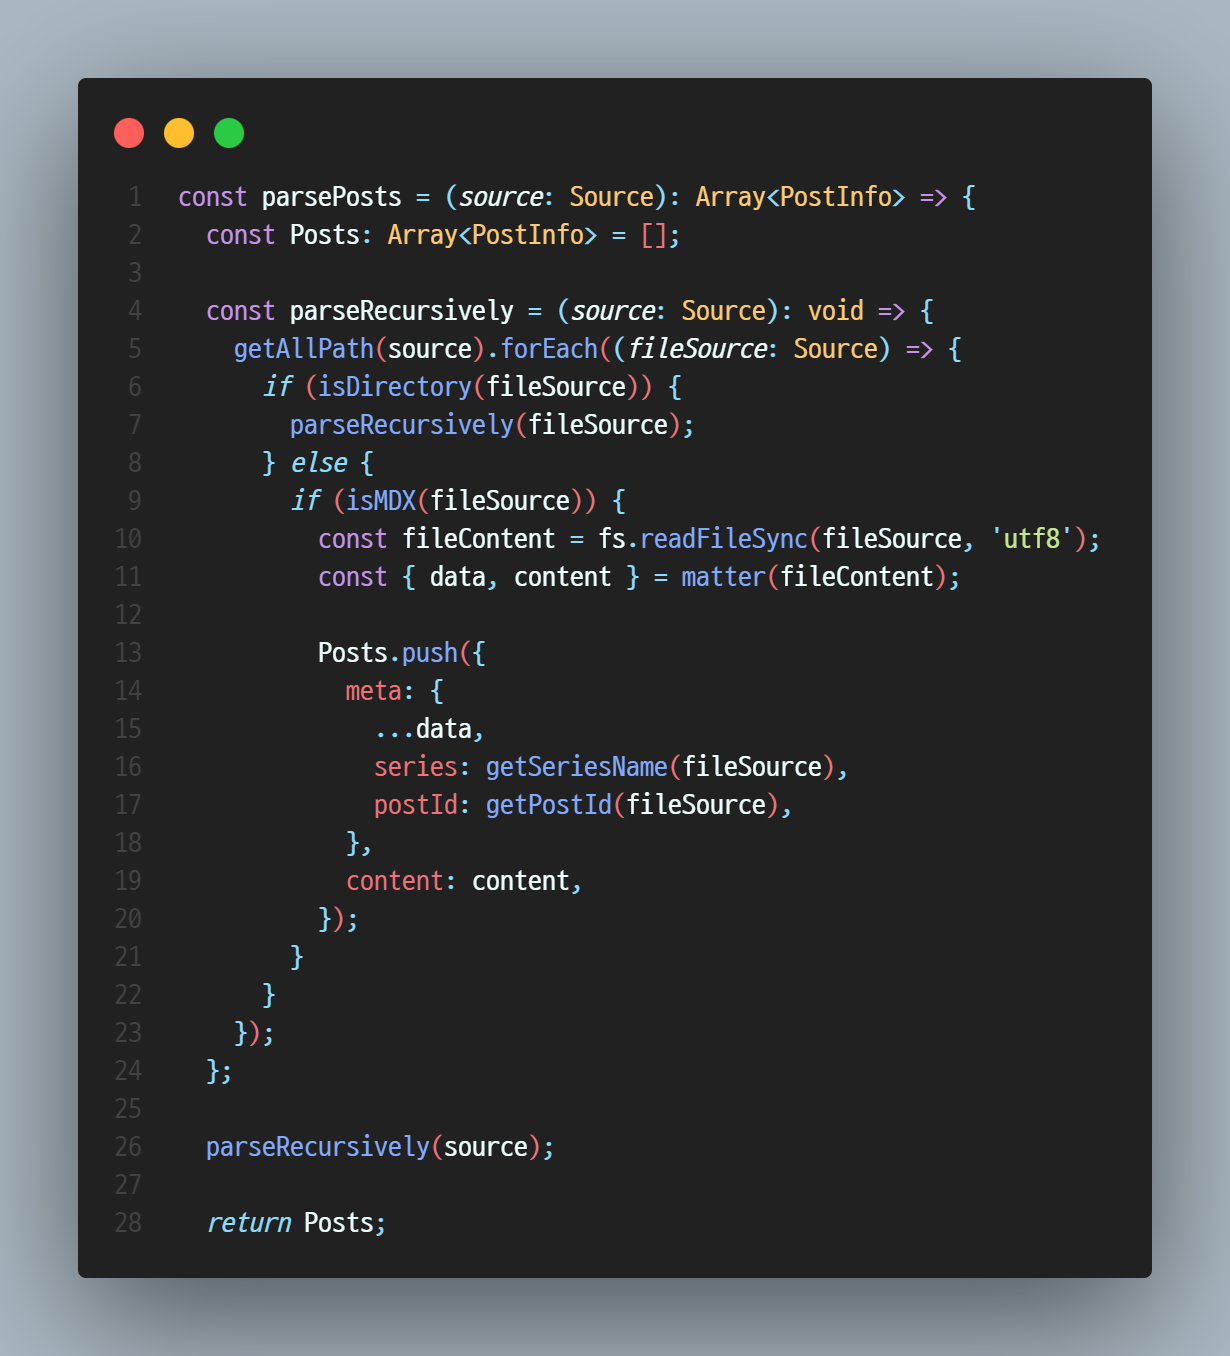 1 const parsePosts = (source: Source): Array<PostInfo> => {
2   const Posts: Array<PostInfo> = [];
3
4   const parseRecursively = (source: Source): void => {
5     getAllPath(source).forEach((fileSource: Source) => {
6       if (isDirectory(fileSource)) {
7         parseRecursively(fileSource);
8       } else {
9         if (isMDX(fileSource)) {
10           const fileContent = fs.readFileSync(fileSource, 'utf8');
11           const { data, content } = matter(fileContent);
12
13           Posts.push({
14             meta: {
15               ...data,
16               series: getSeriesName(fileSource),
17               postId: getPostId(fileSource),
18             },
19             content: content,
20           });
21         }
22       }
23     });
24   };
25
26   parseRecursively(source);
27
28   return Posts;